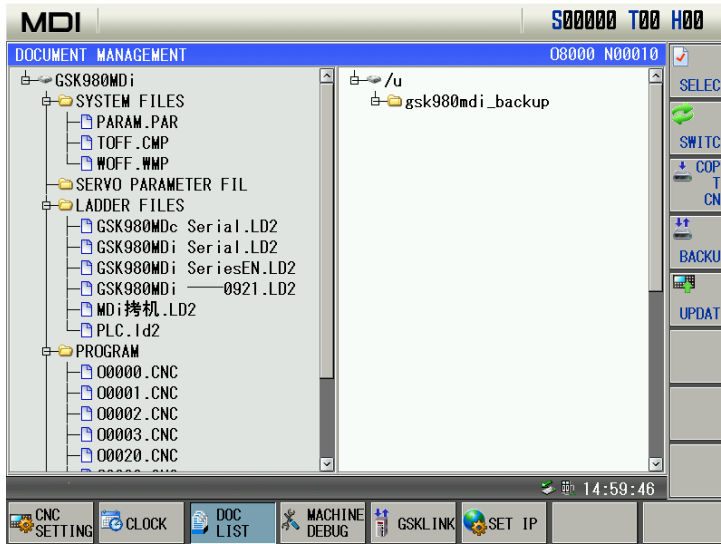 MDI
S00000 T00 H00
DOCUMENT MANAGEMENT
O8000 N00010
GSK980MDi
SYSTEM FILES
PARAM.PAR
TOFF.CMP
WOFF.WMP
SERVO PARAMETER FIL
LADDER FILES
GSK980MDc Serial.LD2
GSK980MDi Serial.LD2
GSK980MDi SeriesEN.LD2
GSK980MDi ——0921.LD2
MDi拷机.LD2
PLC.ld2
PROGRAM
O0000.CNC
O0001.CNC
O0002.CNC
O0003.CNC
O0020.CNC
/u
gsk980mdi_backup
SELEC
SWITC
COP
T
CN
BACKU
UPDAT
14:59:46
CNC
SETTING
CLOCK
DOC
LIST
MACHINE
DEBUG
GSKLINK
SET IP